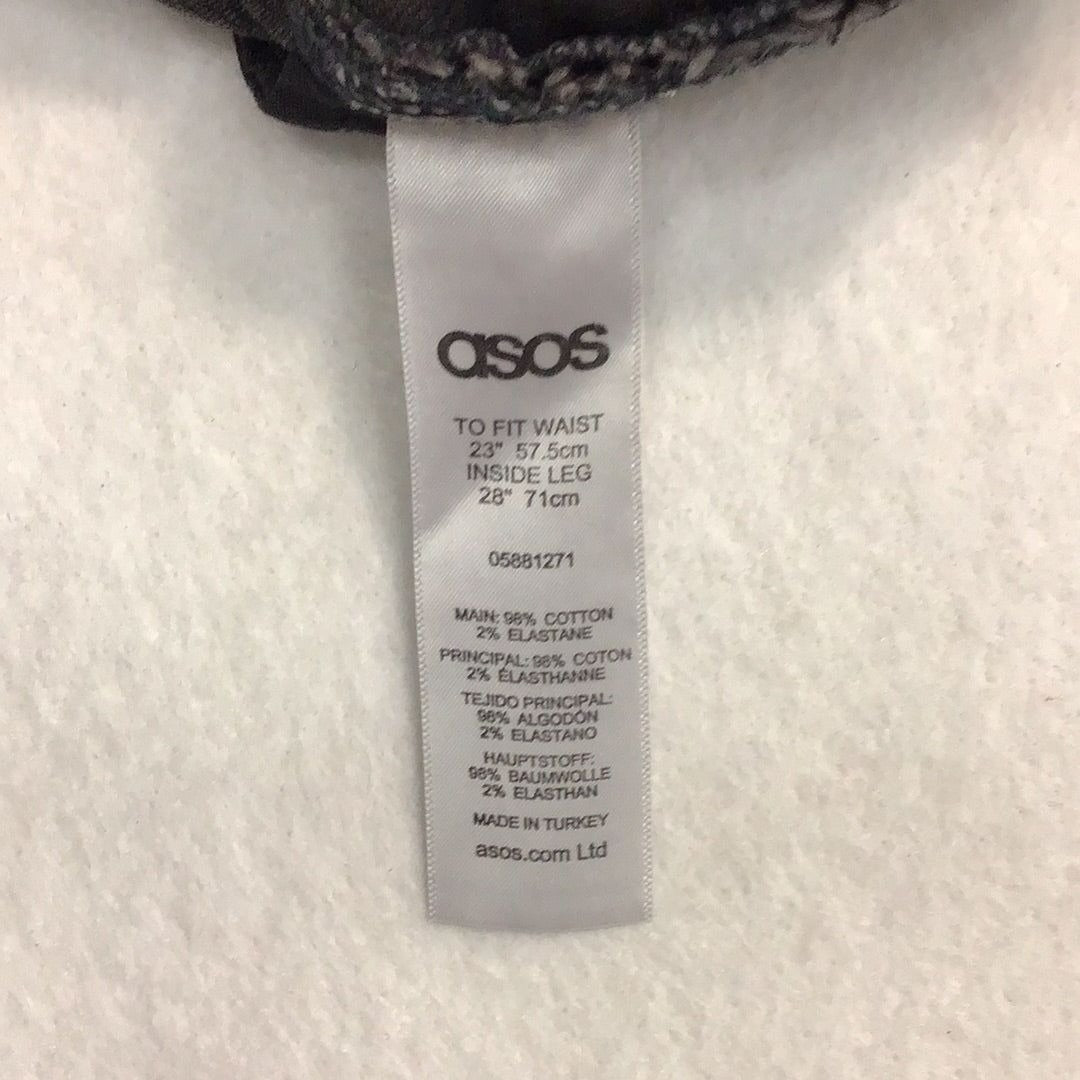 asos
TO FIT WAIST
23" 57.5cm
INSIDE LEG
28" 71cm
05881271
MAIN: 98% COTTON
2% ELASTANE
PRINCIPAL: 98% COTON
2% ÉLASTHANNE
TEJIDO PRINCIPAL:
98% ALGODÓN
2% ELASTANO
HAUPTSTOFF:
98% BAUMWOLLE
2% ELASTHAN
MADE IN TURKEY
asos.com Ltd